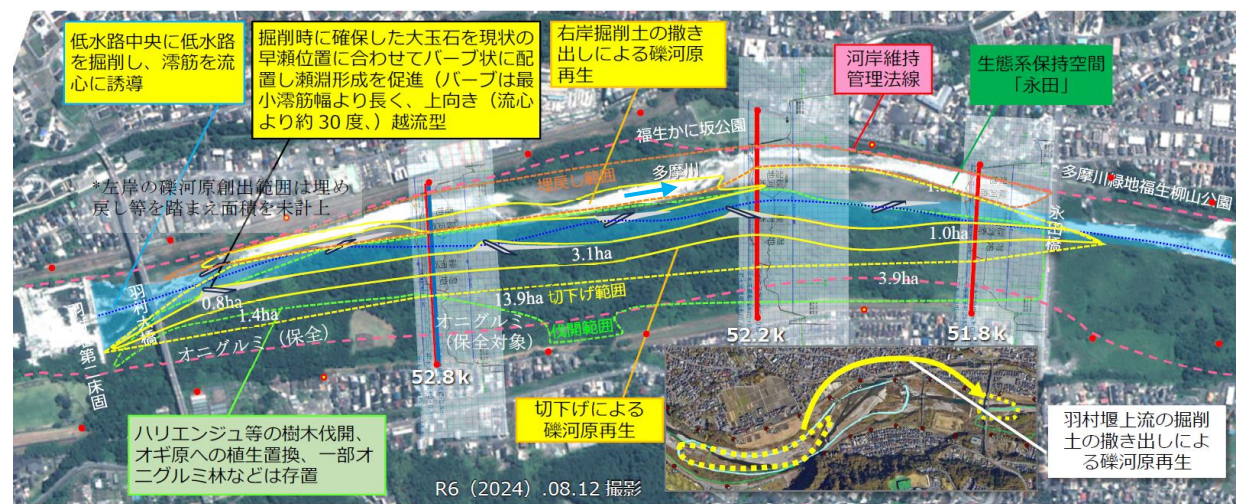 低水路中央に低水路
を掘削し、澪筋を流
心に誘導
掘削時に確保した大玉石を現状の
早瀬位置に合わせてバーブ状に配
置し瀬淵形成を促進（バーブは最
小澪筋幅より長く、上向き（流心
より約30度、）越流型
右岸掘削土の撒き
出しによる礫河原
再生
河岸維持
管理法線
生態系保持空間
「永田」
福生かに坂公園
多摩川
埋戻し範囲
多摩川緑地福生柳山公園
*左岸の礫河原創出範囲は埋め
戻し等を踏まえ面積を未計上
永田橋
3.1ha
1.0ha
0.8ha
1.4ha
13.9ha
切下げ範囲
3.9ha
羽村大橋
オニグルミ（保全）
オニグルミ
（保全対象）
伐開範囲
第二床固
52.8k
52.2k
51.8k
ハリエンジュ等の樹木伐開、
オギ原への植生置換、一部オ
ニグルミ林などは存置
切下げによる
礫河原再生
羽村堰上流の掘削
土の撒き出しによ
る礫河原再生
R6（2024）.08.12 撮影